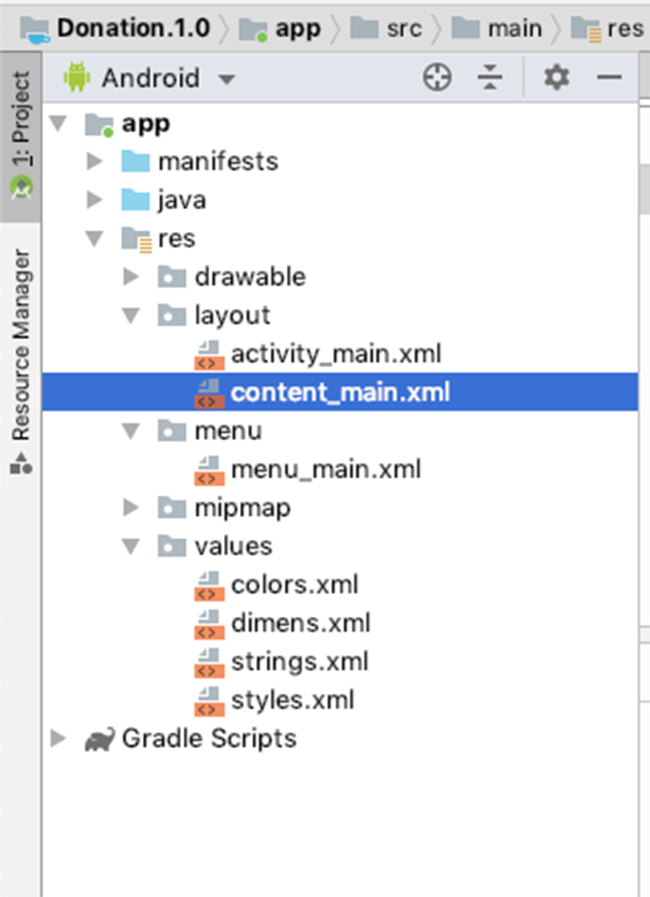 Donation.1.0 app src main res
1: Project
Resource Manager
Android
app
manifests
java
res
drawable
layout
activity_main.xml
content_main.xml
menu
menu_main.xml
mipmap
values
colors.xml
dimens.xml
strings.xml
styles.xml
Gradle Scripts